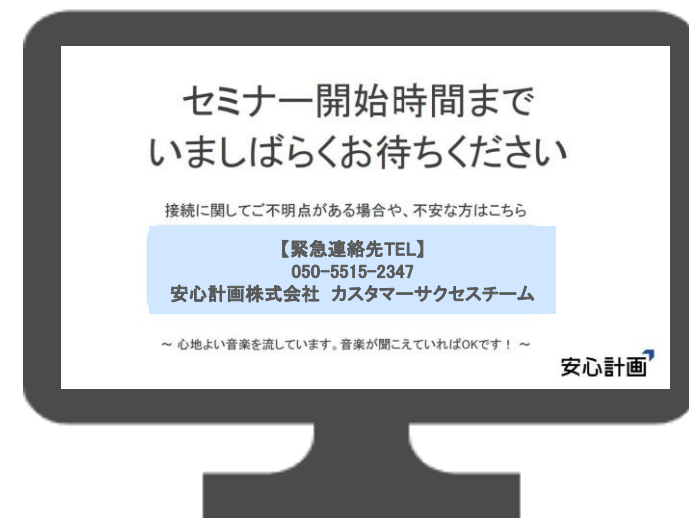 セミナー開始時間まで
いましばらくお待ちください
接続に関してご不明点がある場合や、不安な方はこちら
【緊急連絡先TEL】
050-5515-2347
安心計画株式会社 カスタマーサクセスチーム
～ 心地よい音楽を流しています。音楽が聞こえていればOKです！ ～
安心計画